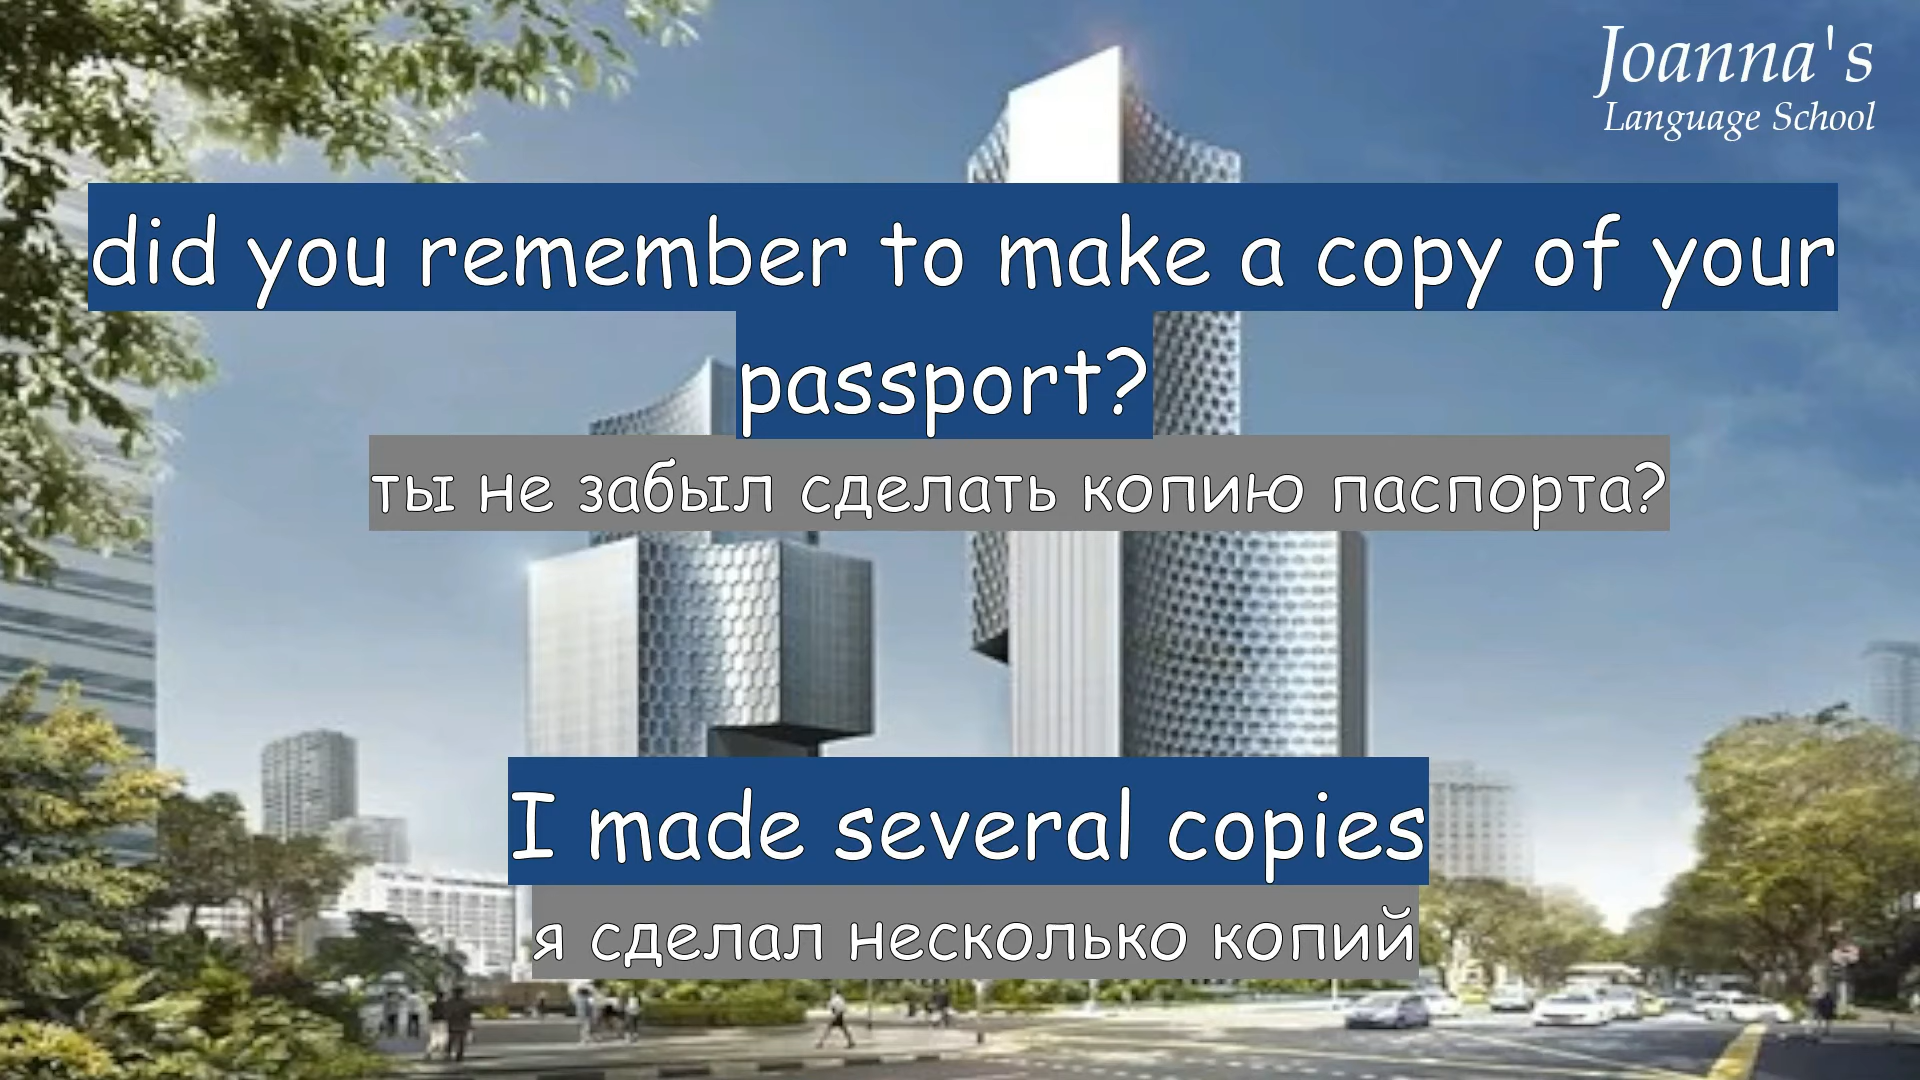 Joanna's
Language School
did you remember to make a copy of your
passport?
ты не забыл сделать копию паспорта?
I made several copies
я сделал несколько копий